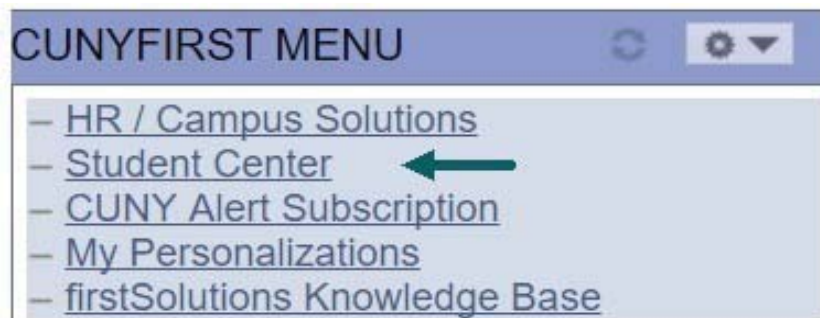 CUNYFIRST MENU
– HR / Campus Solutions
– Student Center
– CUNY Alert Subscription
– My Personalizations
– firstSolutions Knowledge Base